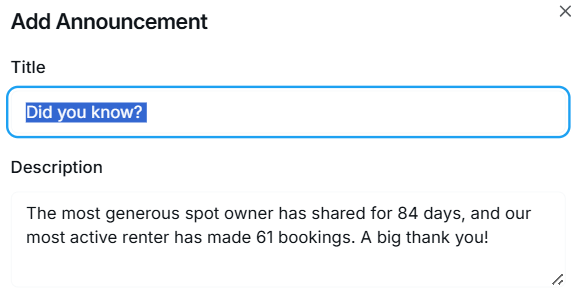 Add Announcement
Title
Did you know?
Description
The most generous spot owner has shared for 84 days, and our
most active renter has made 61 bookings. A big thank you!